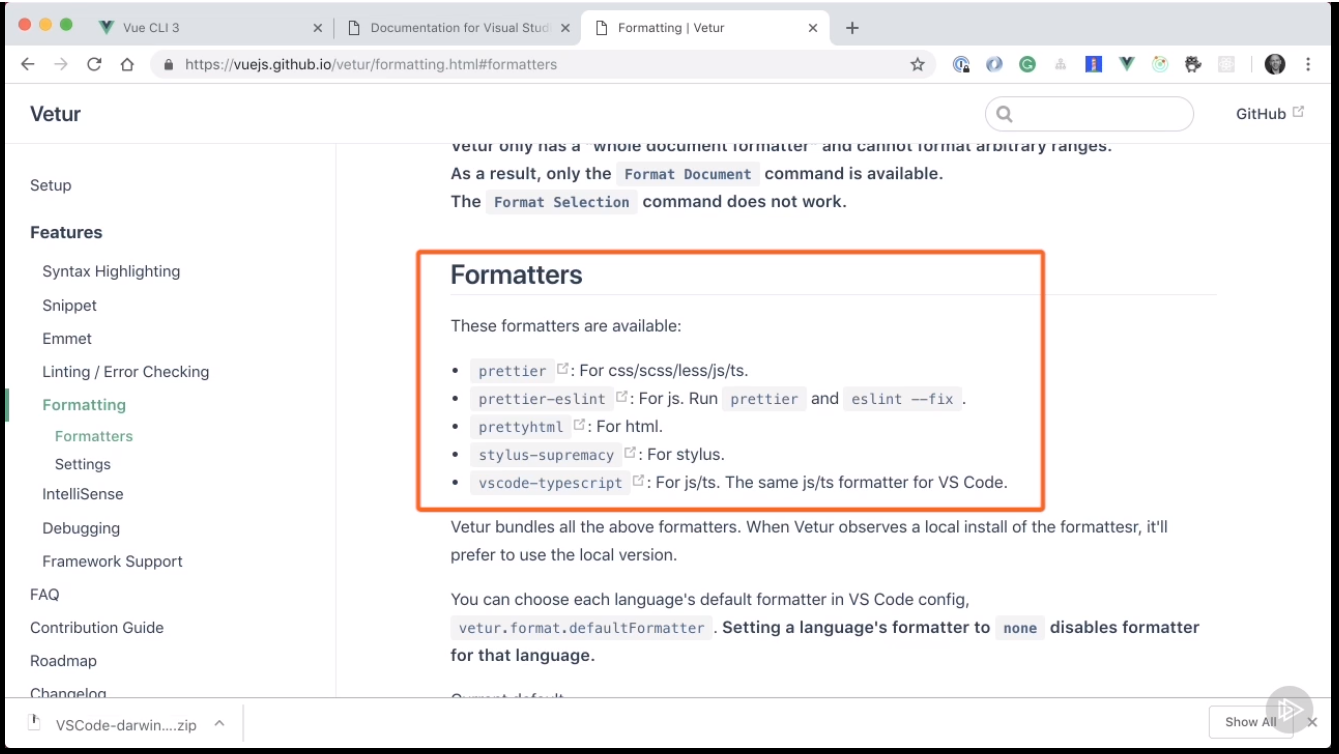 Vue CLI 3
Documentation for Visual Stud
Formatting | Vetur
https://vuejs.github.io/vetur/formatting.html#formatters
Vetur
GitHub
Setup
Features
Syntax Highlighting
Snippet
Emmet
Linting / Error Checking
Formatting
Formatters
Settings
IntelliSense
Debugging
Framework Support
FAQ
Contribution Guide
Roadmap
Changelog
Vetur only has a "whole document formatter" and cannot format arbitrary ranges.
As a result, only the Format Document command is available.
The Format Selection command does not work.
Formatters
These formatters are available:
• prettier : For css/scss/less/js/ts.
• prettier-eslint : For js. Run prettier and eslint --fix .
• prettyhtml : For html.
• stylus-supremacy : For stylus.
• vscode-typescript : For js/ts. The same js/ts formatter for VS Code.
Vetur bundles all the above formatters. When Vetur observes a local install of the formattesr, it'll
prefer to use the local version.
You can choose each language's default formatter in VS Code config,
vetur.format.defaultFormatter . Setting a language's formatter to none disables formatter
for that language.
Current default
VSCode-darwin....zip
Show All